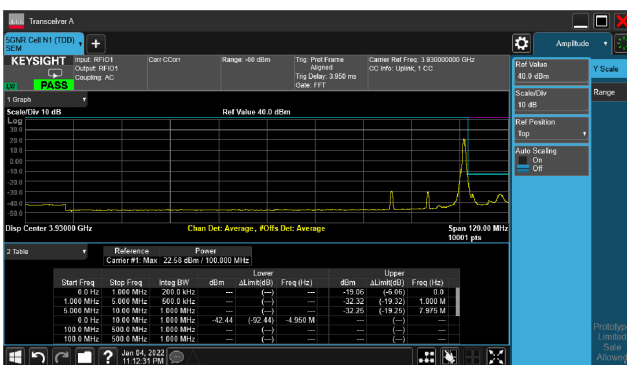 Transceiver A
5GNR Cell N1 (TDD)
SEM
Amplitude
KEYSIGHT
Input: RFIO1
Output: RFIO1
Coupling: AC
Corr CCorr
Range: -60 dBm
Trig: Prot Frame
Aligned
Trig Delay: 3.950 ms
Gate: FFT
Carrier Ref Freq: 3.930000000 GHz
CC Info: Uplink, 1 CC
PASS
Ref Value
40.0 dBm
Y Scale
Scale/Div
10 dB
Range
Ref Position
Top
Auto Scaling
On
Off
1 Graph
Scale/Div 10 dB
Ref Value 40.0 dBm
Log
30.0
20.0
10.0
0.00
-10.0
-20.0
-30.0
-40.0
-50.0
Disp Center 3.93000 GHz
Chan Det: Average, #Offs Det: Average
Span 120.00 MHz
10001 pts
2 Table
Reference Power
Carrier #1: Max 22.58 dBm / 100.000 MHz
Lower Upper
Start Freq Stop Freq Integ BW dBm ΔLimit(dB) Freq (Hz) dBm ΔLimit(dB) Freq (Hz)
0.0 Hz 1.000 MHz 200.0 kHz --- (---) --- -19.06 (-6.06) 0.0
1.000 MHz 5.000 MHz 500.0 kHz --- (---) --- -32.32 (-19.32) 1.000 M
5.000 MHz 10.00 MHz 1.000 MHz --- (---) --- -32.25 (-19.25) 7.975 M
0.0 Hz 10.00 MHz 1.000 MHz -42.44 (-92.44) -4.950 M --- (---) ---
100.0 MHz 500.0 MHz 1.000 MHz --- (---) --- --- (---) ---
100.0 MHz 500.0 MHz 1.000 MHz --- (---) --- --- (---) ---
Jan 04, 2022
11:12:31 PM
Prototype
Limited
Sale
Allowed